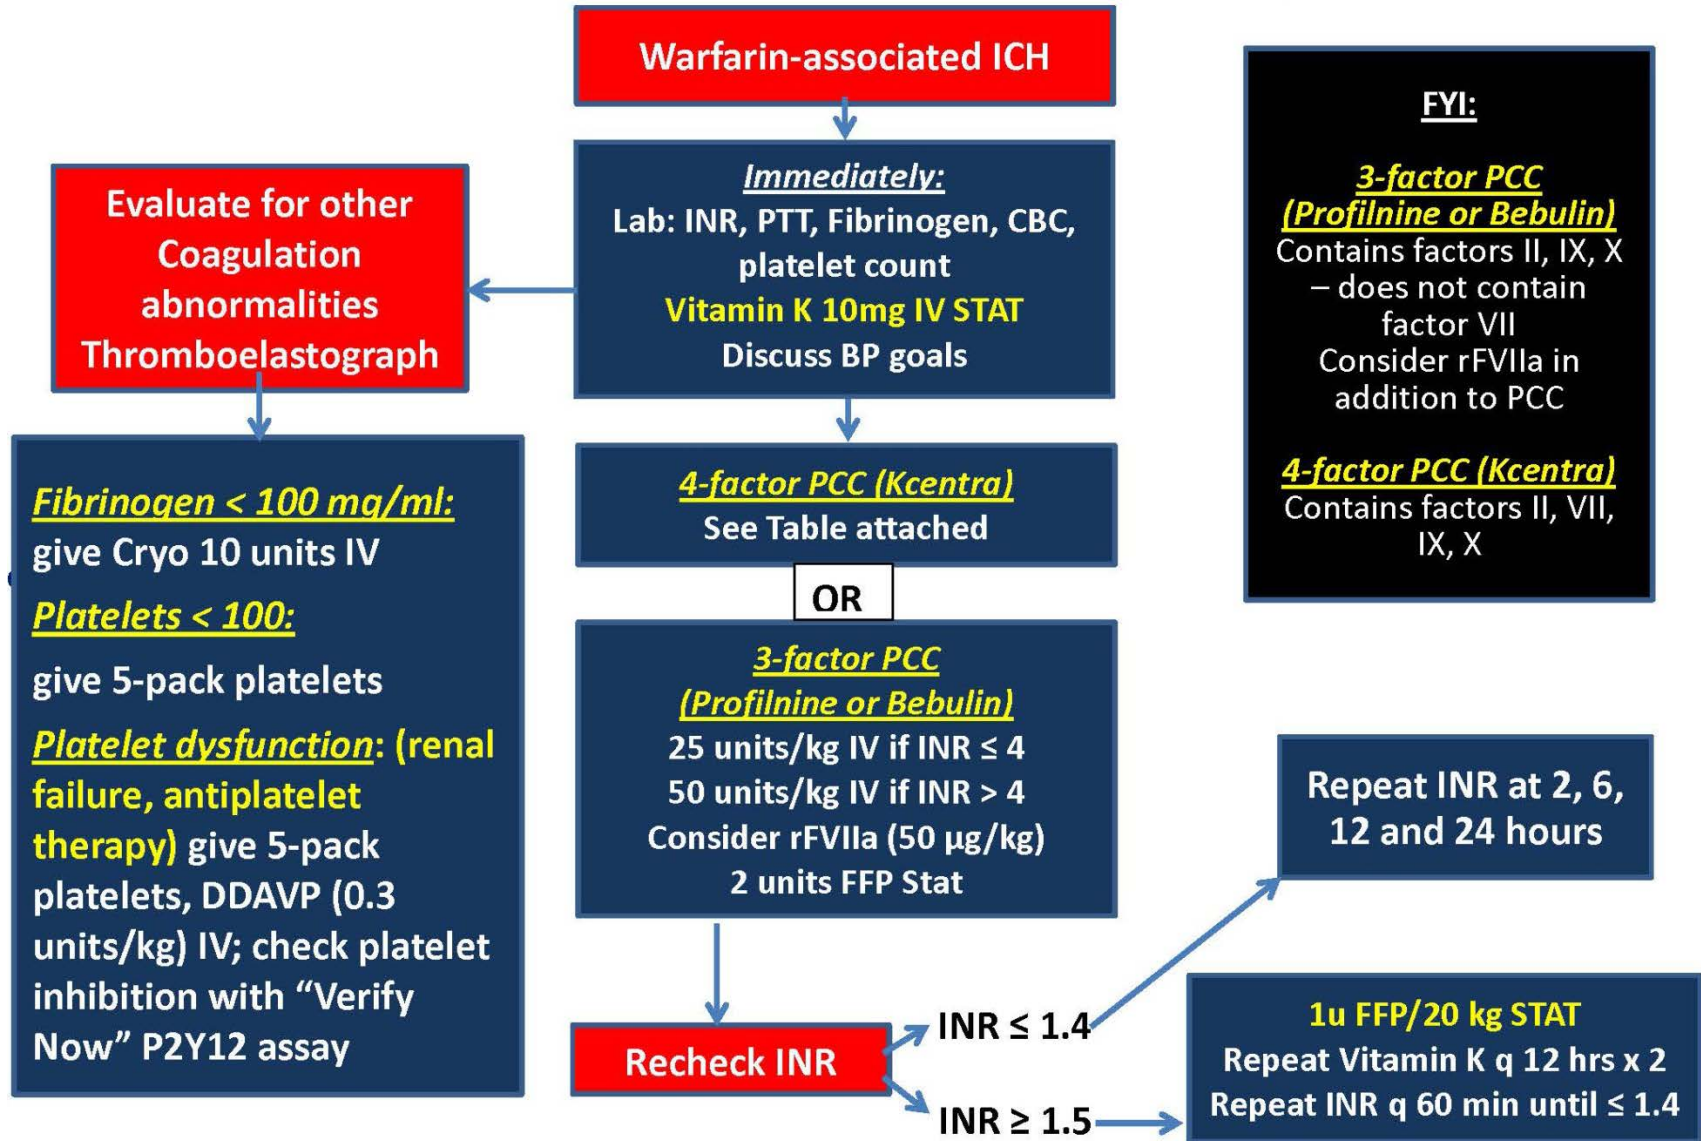 Warfarin-associated ICH
Immediately:
Lab: INR, PTT, Fibrinogen, CBC,
platelet count
Vitamin K 10mg IV STAT
Discuss BP goals
Evaluate for other
Coagulation
abnormalities
Thromboelastograph
Fibrinogen < 100 mg/ml:
give Cryo 10 units IV
Platelets < 100:
give 5-pack platelets
Platelet dysfunction: (renal
failure, antiplatelet
therapy) give 5-pack
platelets, DDAVP (0.3
units/kg) IV; check platelet
inhibition with “Verify
Now” P2Y12 assay
4-factor PCC (Kcentra)
See Table attached
OR
3-factor PCC
(Profilnine or Bebulin)
25 units/kg IV if INR ≤ 4
50 units/kg IV if INR > 4
Consider rFVIIa (50 µg/kg)
2 units FFP Stat
Recheck INR
INR ≤ 1.4
INR ≥ 1.5
Repeat INR at 2, 6,
12 and 24 hours
1u FFP/20 kg STAT
Repeat Vitamin K q 12 hrs x 2
Repeat INR q 60 min until ≤ 1.4
FYI:
3-factor PCC
(Profilnine or Bebulin)
Contains factors II, IX, X
– does not contain
factor VII
Consider rFVIIa in
addition to PCC
4-factor PCC (Kcentra)
Contains factors II, VII,
IX, X